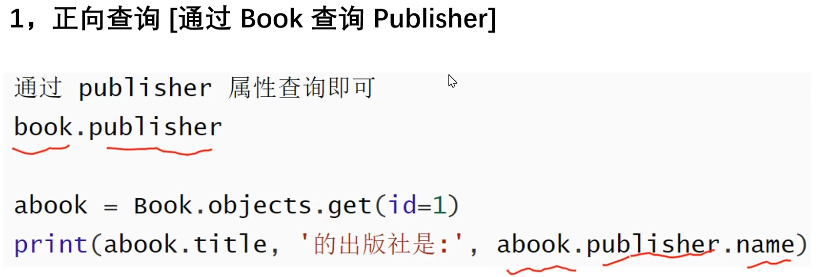 1，正向查询 [通过 Book 查询 Publisher]
通过 publisher 属性查询即可
book.publisher
abook = Book.objects.get(id=1)
print(abook.title, '的出版社是:', abook.publisher.name)